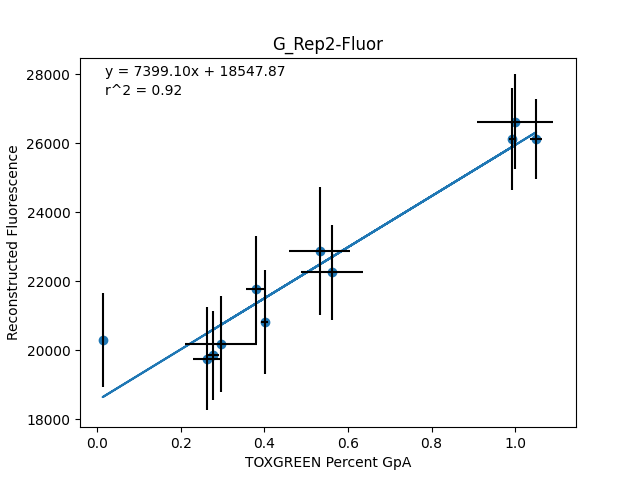 G_Rep2-Fluor
y = 7399.10x + 18547.87
r^2 = 0.92
28000
26000
24000
22000
20000
18000
Reconstructed Fluorescence
0.0 0.2 0.4 0.6 0.8 1.0
TOXGREEN Percent GpA